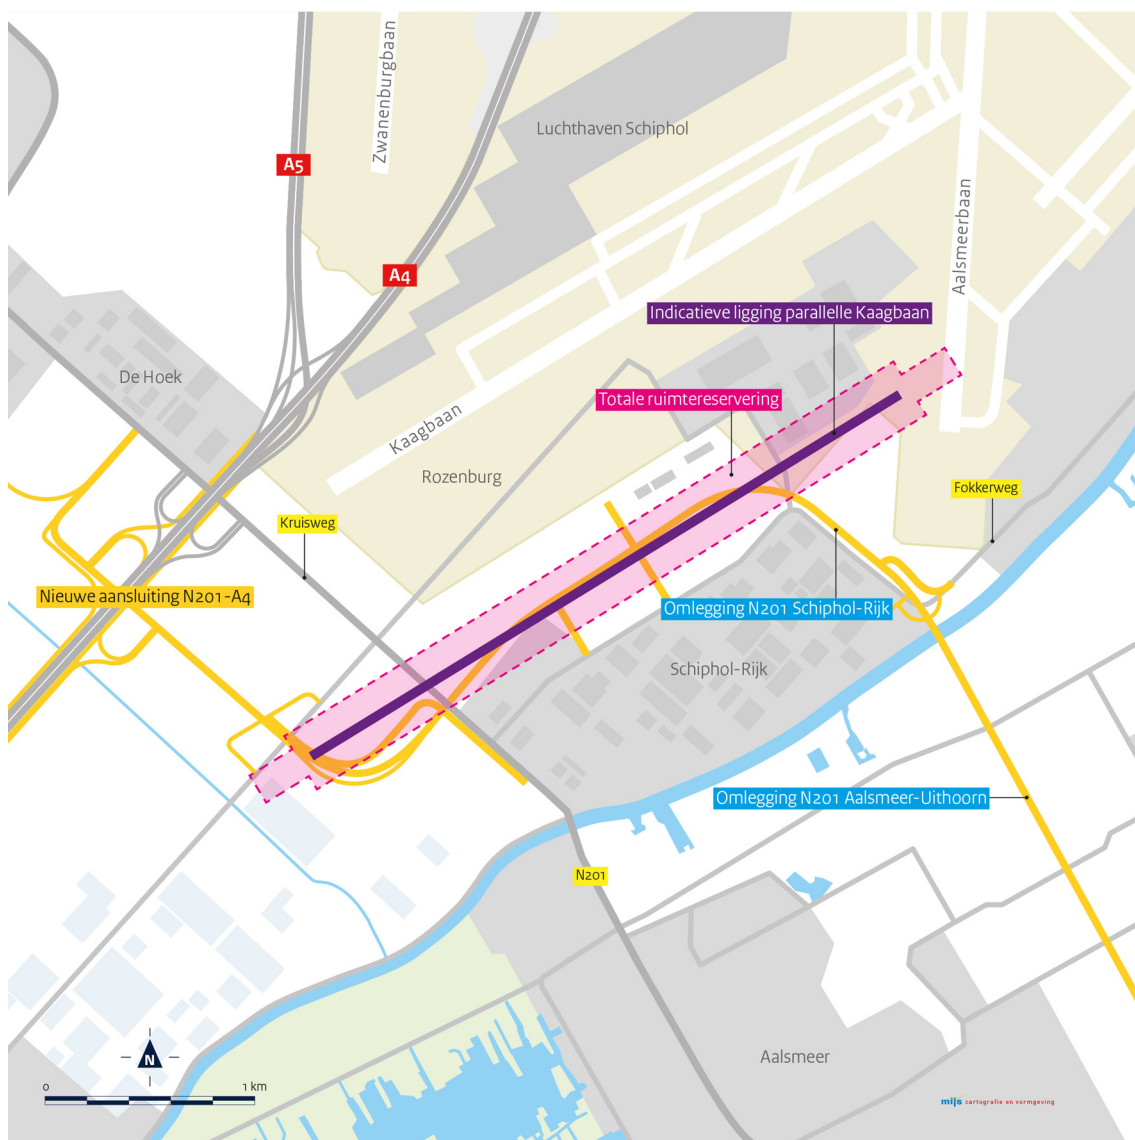 Zwanenburgbaan
Luchthaven Schiphol
A5
Aalsmeerbaan
A4
Indicatieve ligging parallelle Kaagbaan
De Hoek
Totale ruimtereservering
Kaagbaan
Rozenburg
Fokkerweg
Kruisweg
Nieuwe aansluiting N201-A4
Omlegging N201 Schiphol-Rijk
Schiphol-Rijk
Omlegging N201 Aalsmeer-Uithoorn
N201
N
Aalsmeer
0 1 km
mijs cartografie en vormgeving